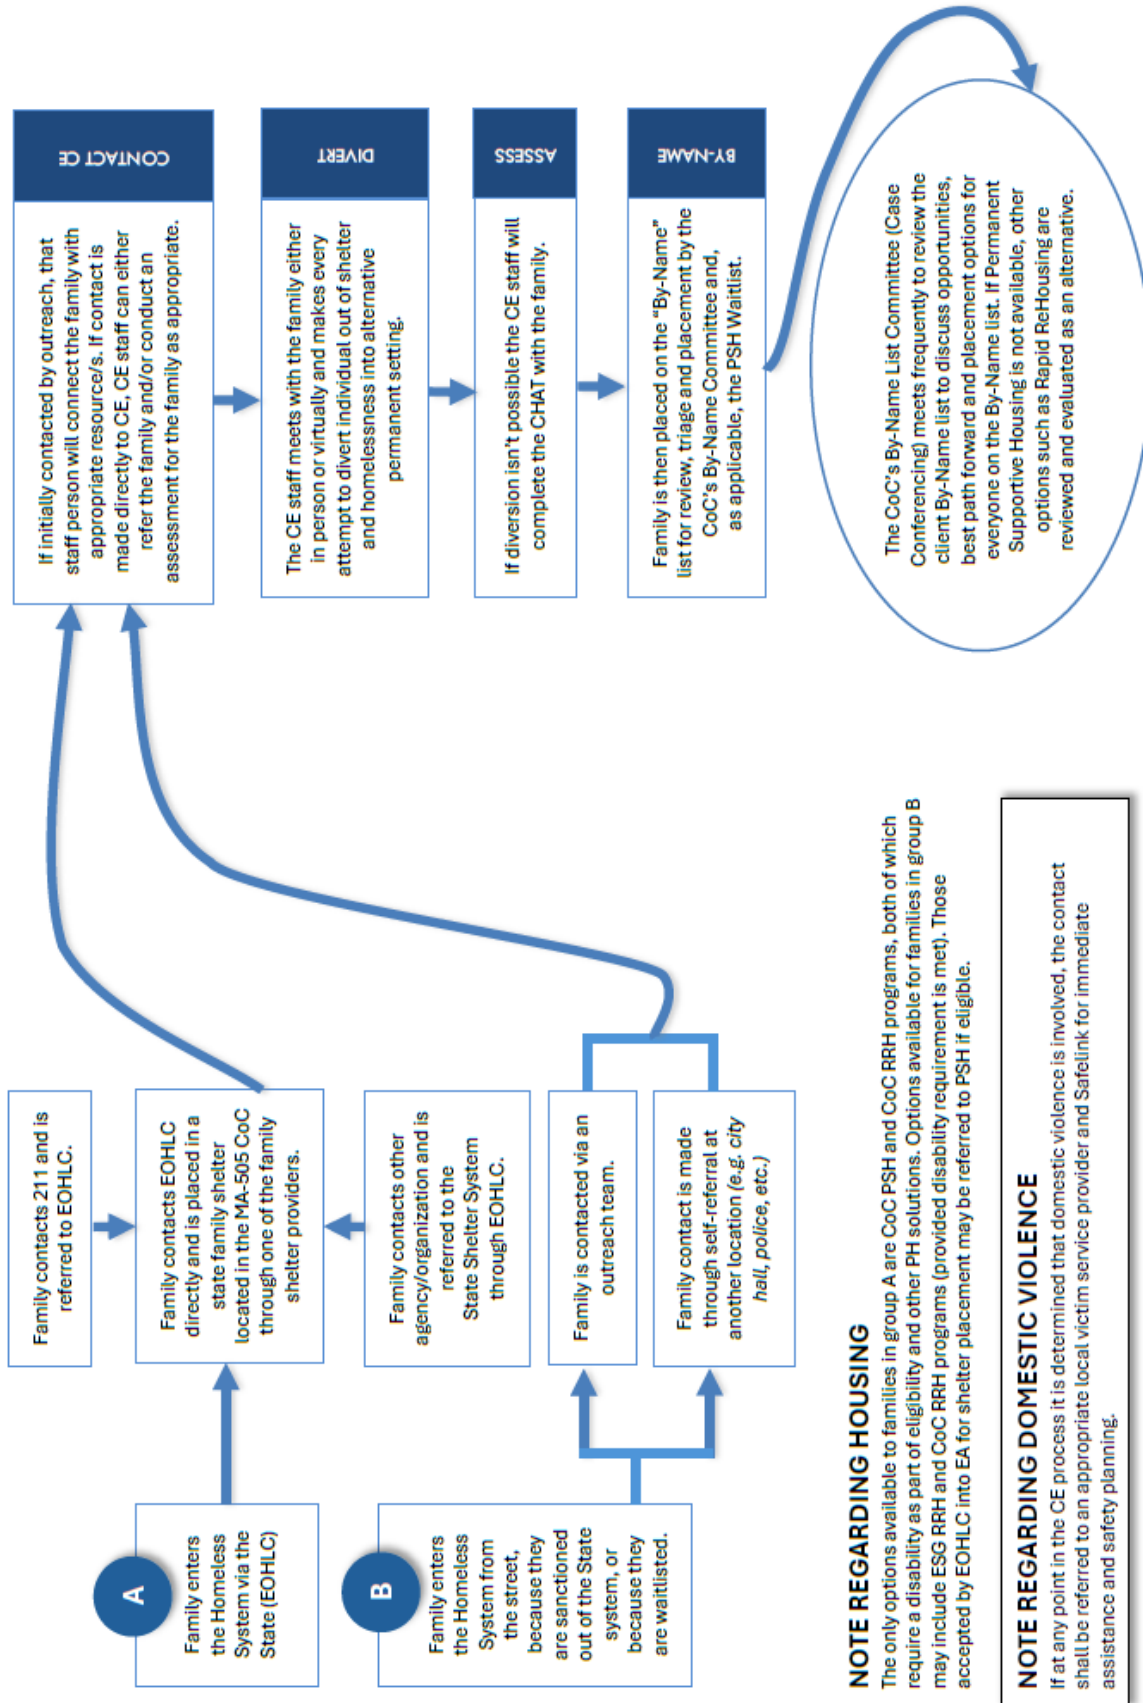 A
Family enters
the Homeless
System via the
State (EOHLC)
B
Family enters
the Homeless
System from
the street,
because they
are sanctioned
out of the State
system, or
because they
are waitlisted.
Family contacts 211 and is
referred to EOHLC.
Family contacts EOHLC
directly and is placed in a
state family shelter
located in the MA-505 CoC
through one of the family
shelter providers.
Family contacts other
agency/organization and is
referred to the
State Shelter System
through EOHLC.
Family is contacted via an
outreach team.
Family contact is made
through self-referral at
another location (e.g. city
hall, police, etc.)
If initially contacted by outreach, that
staff person will connect the family with
appropriate resource/s. If contact is
made directly to CE, CE staff can either
refer the family and/or conduct an
assessment for the family as appropriate.
CONTACT CE
The CE staff meets with the family either
in person or virtually and makes every
attempt to divert individual out of shelter
and homelessness into alternative
permanent setting.
DIVERT
If diversion isn't possible the CE staff will
complete the CHAT with the family.
ASSESS
Family is then placed on the "By-Name"
list for review, triage and placement by the
CoC's By-Name Committee and,
as applicable, the PSH Waitlist.
BY-NAME
The CoC's By-Name List Committee (Case
Conferencing) meets frequently to review the
client By-Name list to discuss opportunities,
best path forward and placement options for
everyone on the By-Name list. If Permanent
Supportive Housing is not available, other
options such as Rapid ReHousing are
reviewed and evaluated as an alternative.
NOTE REGARDING HOUSING
The only options available to families in group A are CoC PSH and CoC RRH programs, both of which
require a disability as part of eligibility and other PH solutions. Options available for families in group B
may include ESG RRH and CoC RRH programs (provided disability requirement is met). Those
accepted by EOHLC into EA for shelter placement may be referred to PSH if eligible.
NOTE REGARDING DOMESTIC VIOLENCE
If at any point in the CE process it is determined that domestic violence is involved, the contact
shall be referred to an appropriate local victim service provider and Safelink for immediate
assistance and safety planning.